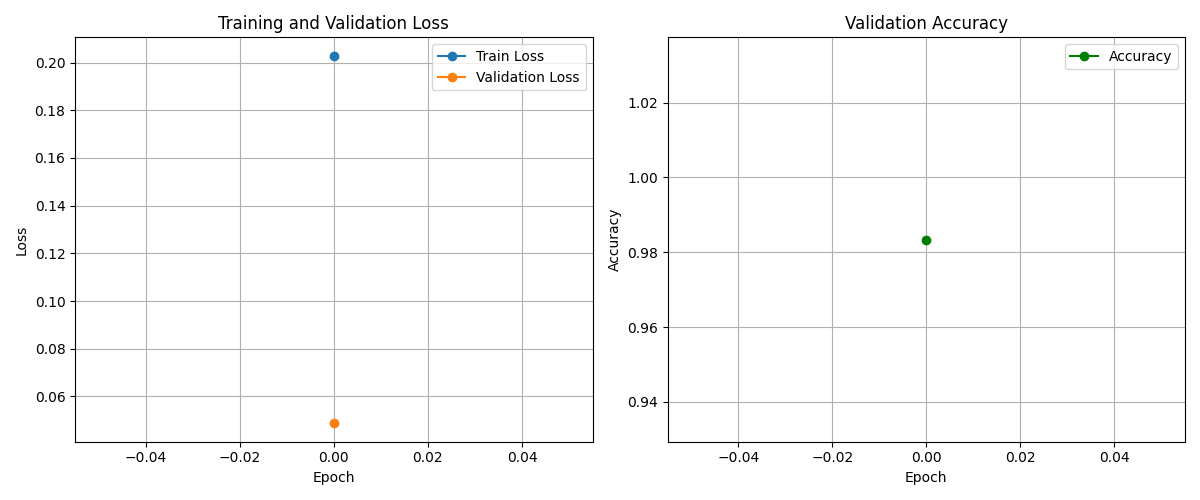 Training and Validation Loss
Train Loss
Validation Loss
0.20
0.18
0.16
0.14
0.12
0.10
0.08
0.06
Loss
−0.04 −0.02 0.00 0.02 0.04
Epoch
Validation Accuracy
Accuracy
1.02
1.00
0.98
0.96
0.94
Accuracy
−0.04 −0.02 0.00 0.02 0.04
Epoch